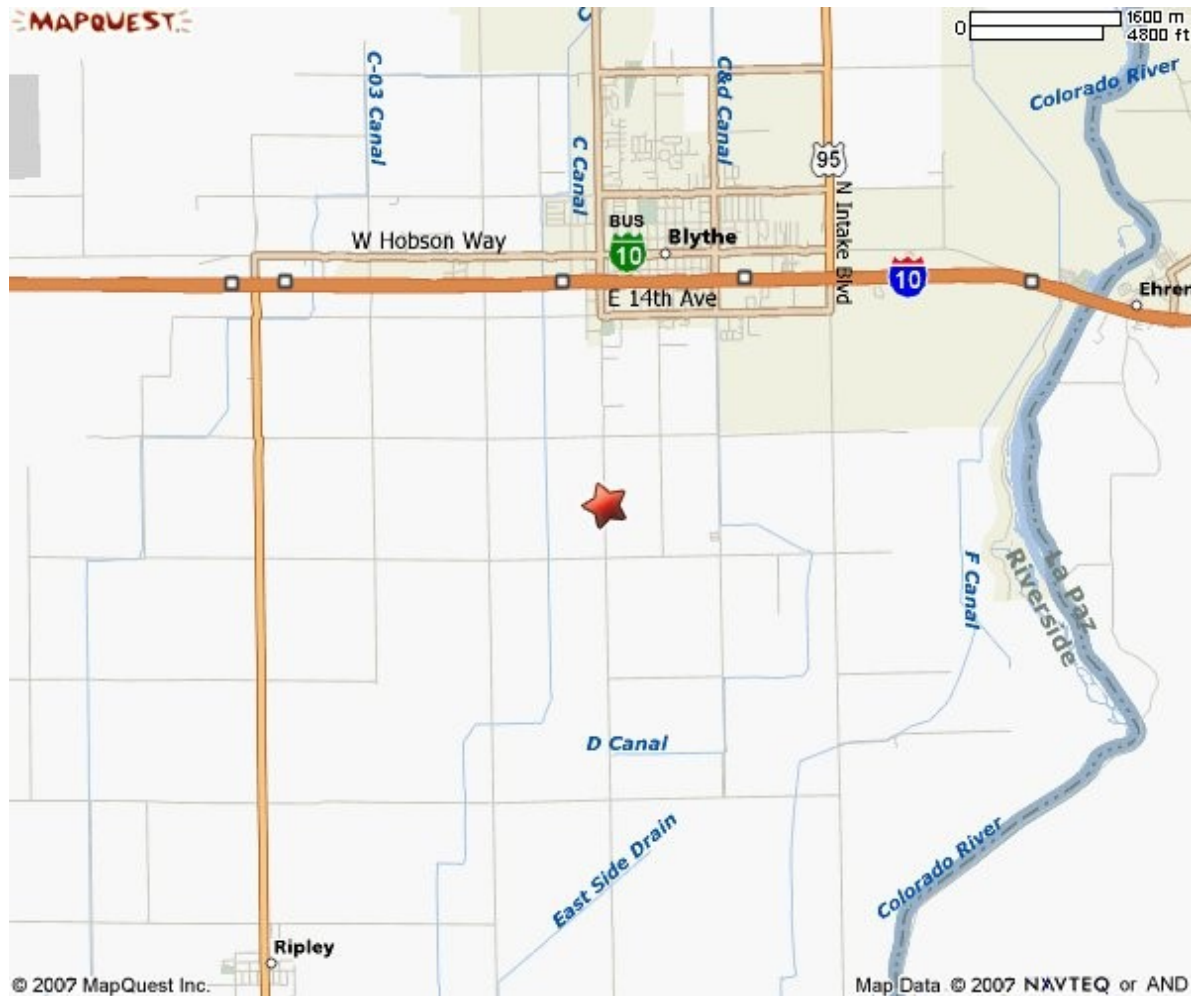 MAPQUEST
0
1600 m
4800 ft
Colorado River
C-03 Canal
C&d Canal
C Canal
95
N Intake Blvd
W Hobson Way
BUS
10
Blythe
10
E 14th Ave
Ehren
F Canal
La Paz
Riverside
D Canal
East Side Drain
Colorado River
Ripley
© 2007 MapQuest Inc.
Map Data © 2007 NAVTEQ or AND